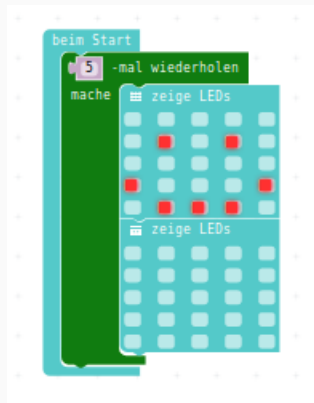 beim Start
5 -mal wiederholen
mache
zeige LEDs
zeige LEDs